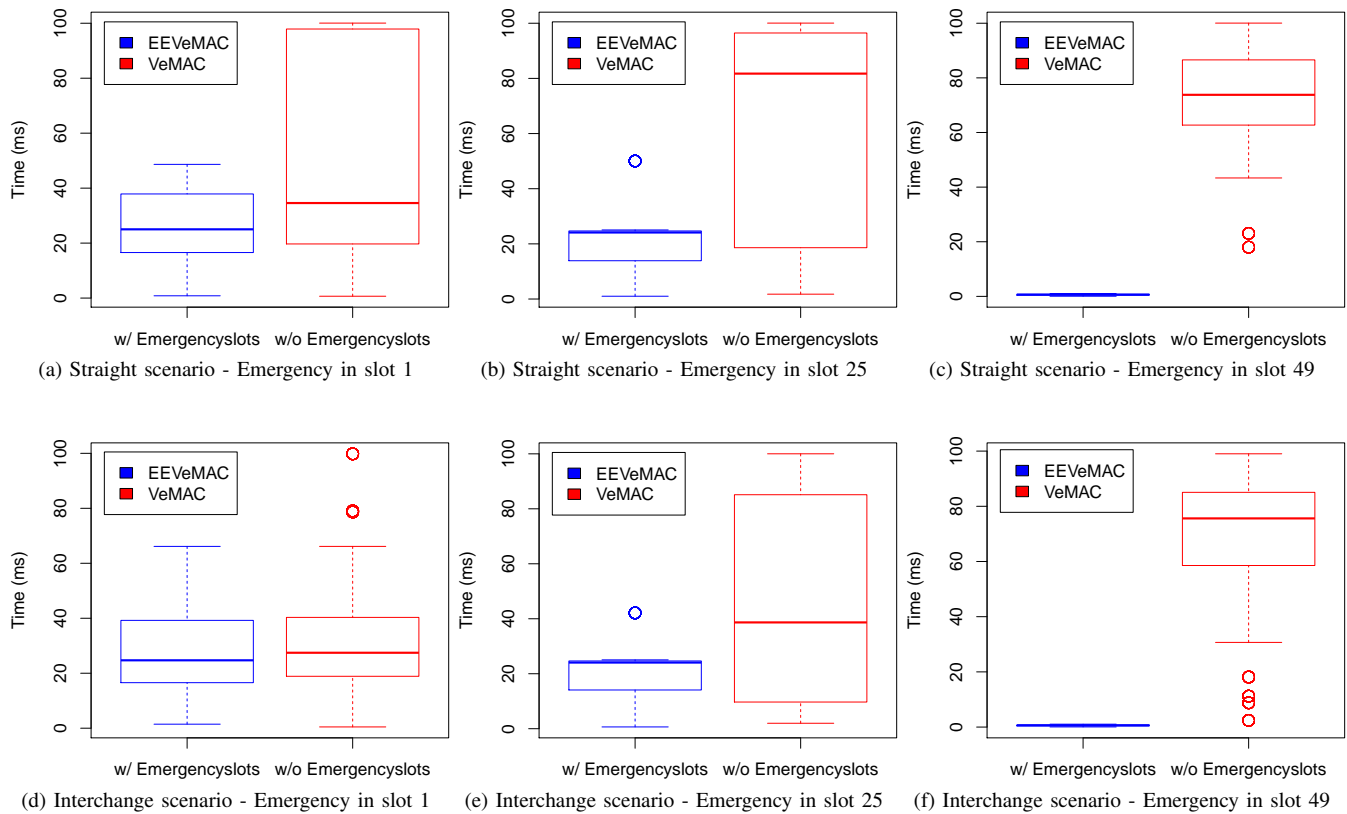 100
80
60
40
20
0
Time (ms)
EEVeMAC
VeMAC
w/ Emergencyslots w/o Emergencyslots
(a) Straight scenario - Emergency in slot 1
100
80
60
40
20
0
Time (ms)
EEVeMAC
VeMAC
w/ Emergencyslots w/o Emergencyslots
(b) Straight scenario - Emergency in slot 25
100
80
60
40
20
0
Time (ms)
EEVeMAC
VeMAC
w/ Emergencyslots w/o Emergencyslots
(c) Straight scenario - Emergency in slot 49
100
80
60
40
20
0
Time (ms)
EEVeMAC
VeMAC
w/ Emergencyslots w/o Emergencyslots
(d) Interchange scenario - Emergency in slot 1
100
80
60
40
20
0
Time (ms)
EEVeMAC
VeMAC
w/ Emergencyslots w/o Emergencyslots
(e) Interchange scenario - Emergency in slot 25
100
80
60
40
20
0
Time (ms)
EEVeMAC
VeMAC
w/ Emergencyslots w/o Emergencyslots
(f) Interchange scenario - Emergency in slot 49